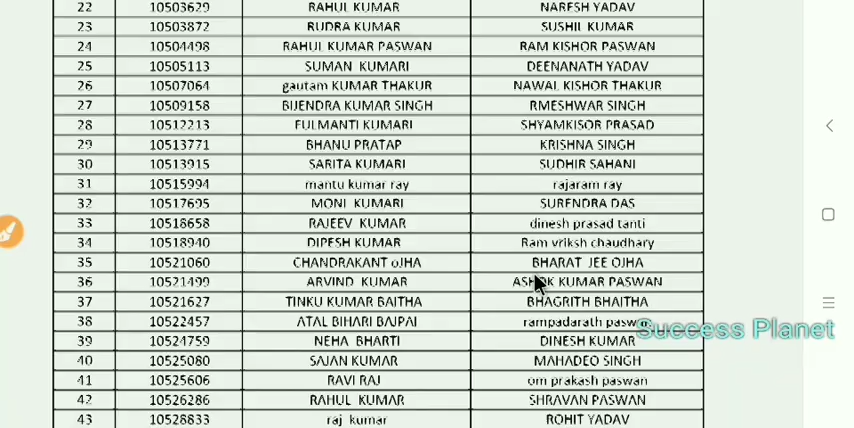 22 10503629 RAHUL KUMAR NARESH YADAV
23 10503872 RUDRA KUMAR SUSHIL KUMAR
24 10504498 RAHUL KUMAR PASWAN RAM KISHOR PASWAN
25 10505113 SUMAN KUMARI DEENANATH YADAV
26 10507064 gautam KUMAR THAKUR NAWAL KISHOR THAKUR
27 10509158 BIJENDRA KUMAR SINGH RMESHWAR SINGH
28 10512213 FULMANTI KUMARI SHYAMKISOR PRASAD
29 10513771 BHANU PRATAP KRISHNA SINGH
30 10513915 SARITA KUMARI SUDHIR SAHANI
31 10515994 mantu kumar ray rajaram ray
32 10517695 MONI KUMARI SURENDRA DAS
33 10518658 RAJEEV KUMAR dinesh prasad tanti
34 10518940 DIPESH KUMAR Ram vriksh chaudhary
35 10521060 CHANDRAKANT oJHA BHARAT JEE OJHA
36 10521499 ARVIND KUMAR ASHOK KUMAR PASWAN
37 10521627 TINKU KUMAR BAITHA BHAGRITH BHAITHA
38 10522457 ATAL BIHARI BAJPAI rampadarath
Success Planet
39 10524759 NEHA BHARTI DINESH KUMAR
40 10525080 SAJAN KUMAR MAHADEO SINGH
41 10525606 RAVI RAJ om prakash paswan
42 10526286 RAHUL KUMAR SHRAVAN PASWAN
43 10528833 raj kumar ROHIT YADAV